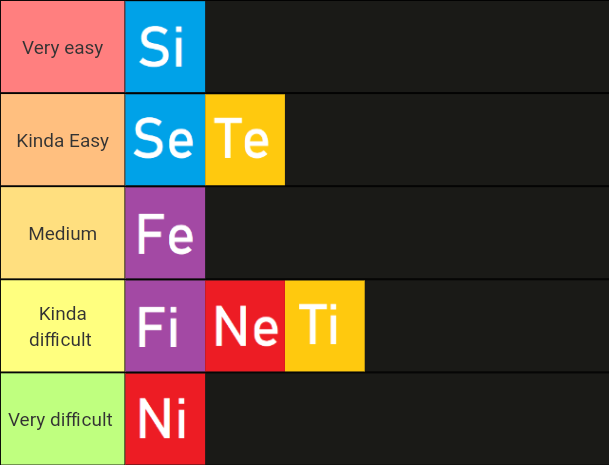 Very easy
Si
Kinda Easy
Se Te
Medium
Fe
Kinda
difficult
Fi Ne Ti
Very difficult
Ni